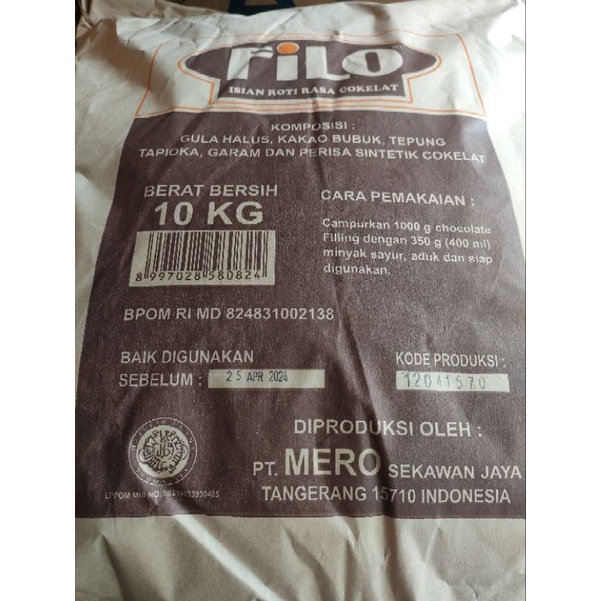 FiLO
ISIAN ROTI RASA COKELAT
KOMPOSISI :
GULA HALUS, KAKAO BUBUK, TEPUNG
TAPIOKA, GARAM DAN PERISA SINTETIK COKELAT
BERAT BERSIH
10 KG
8 997028 580824
CARA PEMAKAIAN :
Campurkan 1000 g chocolate
Filling dengan 350 g (400 ml)
minyak sayur, aduk dan siap
digunakan.
BPOM RI MD 824831002138
BAIK DIGUNAKAN
SEBELUM : 25 APR 2024
KODE PRODUKSI :
12041570
DIPRODUKSI OLEH :
PT. MERO SEKAWAN JAYA
TANGERANG 15710 INDONESIA
LPPOM MUI NO.